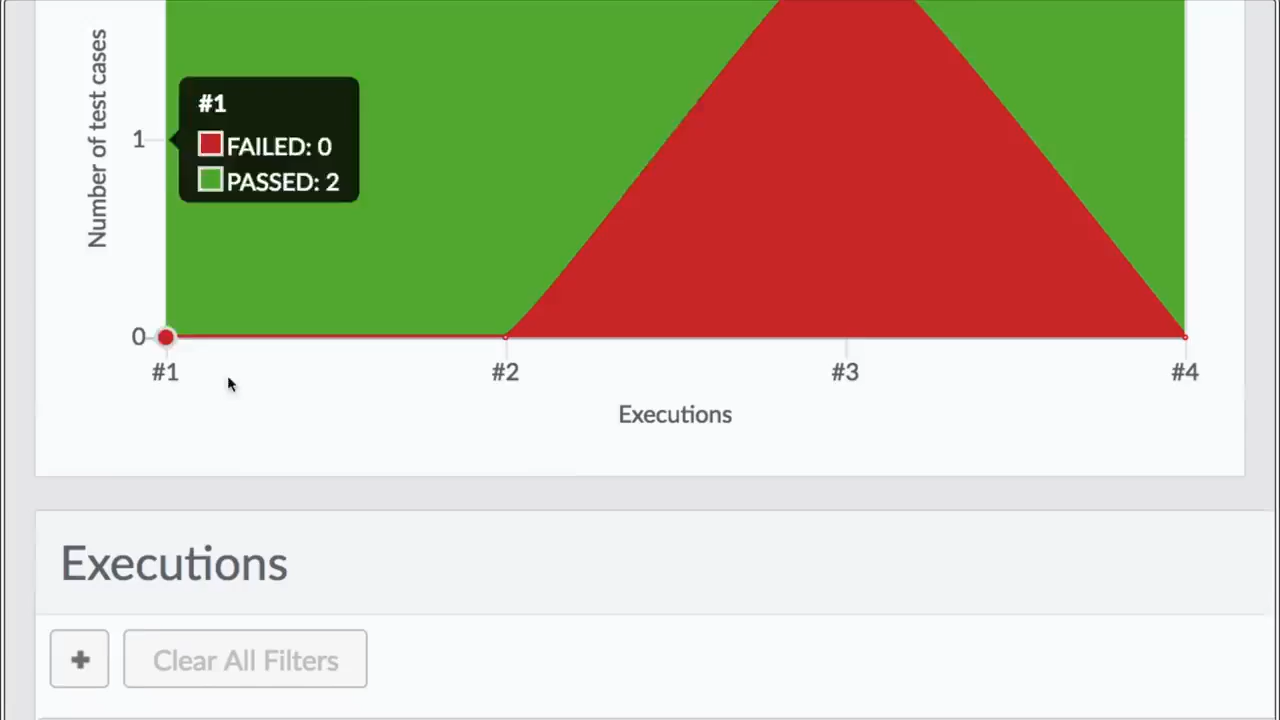 Number of test cases
#1
FAILED: 0
PASSED: 2
1
0
#1 #2 #3 #4
Executions
Executions
Clear All Filters